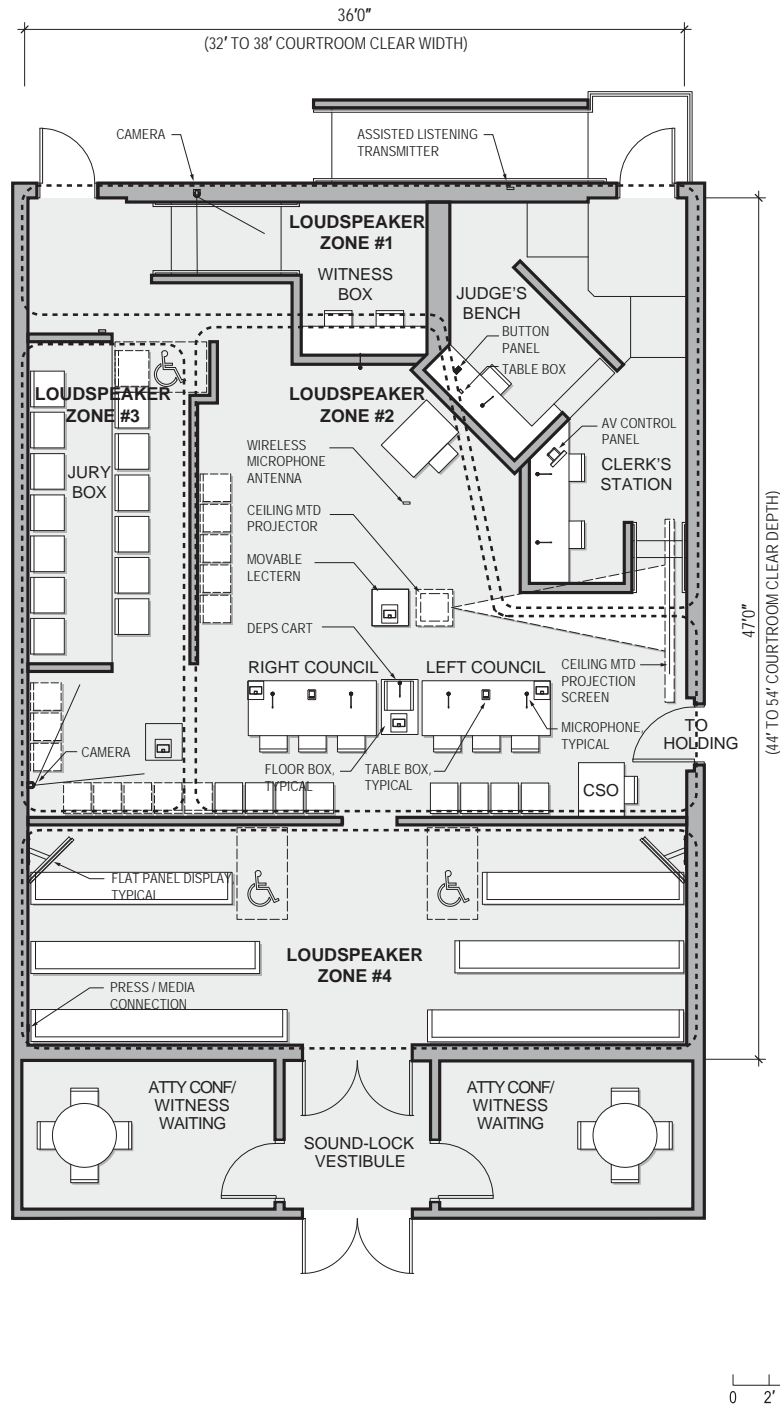 36'0"
(32' TO 38' COURTROOM CLEAR WIDTH)
CAMERA
ASSISTED LISTENING
TRANSMITTER
LOUDSPEAKER
ZONE #1
WITNESS
BOX
JUDGE'S
BENCH
BUTTON
PANEL
TABLE BOX
LOUDSPEAKER
ZONE #3
LOUDSPEAKER
ZONE #2
AV CONTROL
PANEL
CLERK'S
STATION
JURY
BOX
WIRELESS
MICROPHONE
ANTENNA
CEILING MTD
PROJECTOR
MOVABLE
LECTERN
DEPS CART
47'0"
(44' TO 54' COURTROOM CLEAR DEPTH)
RIGHT COUNCIL
LEFT COUNCIL
CEILING MTD
PROJECTION
SCREEN
MICROPHONE,
TYPICAL
TO
HOLDING
CAMERA
FLOOR BOX,
TYPICAL
TABLE BOX,
TYPICAL
CSO
FLAT PANEL DISPLAY
TYPICAL
LOUDSPEAKER
ZONE #4
PRESS / MEDIA
CONNECTION
ATTY CONF/
WITNESS
WAITING
ATTY CONF/
WITNESS
WAITING
SOUND-LOCK
VESTIBULE
0 2'